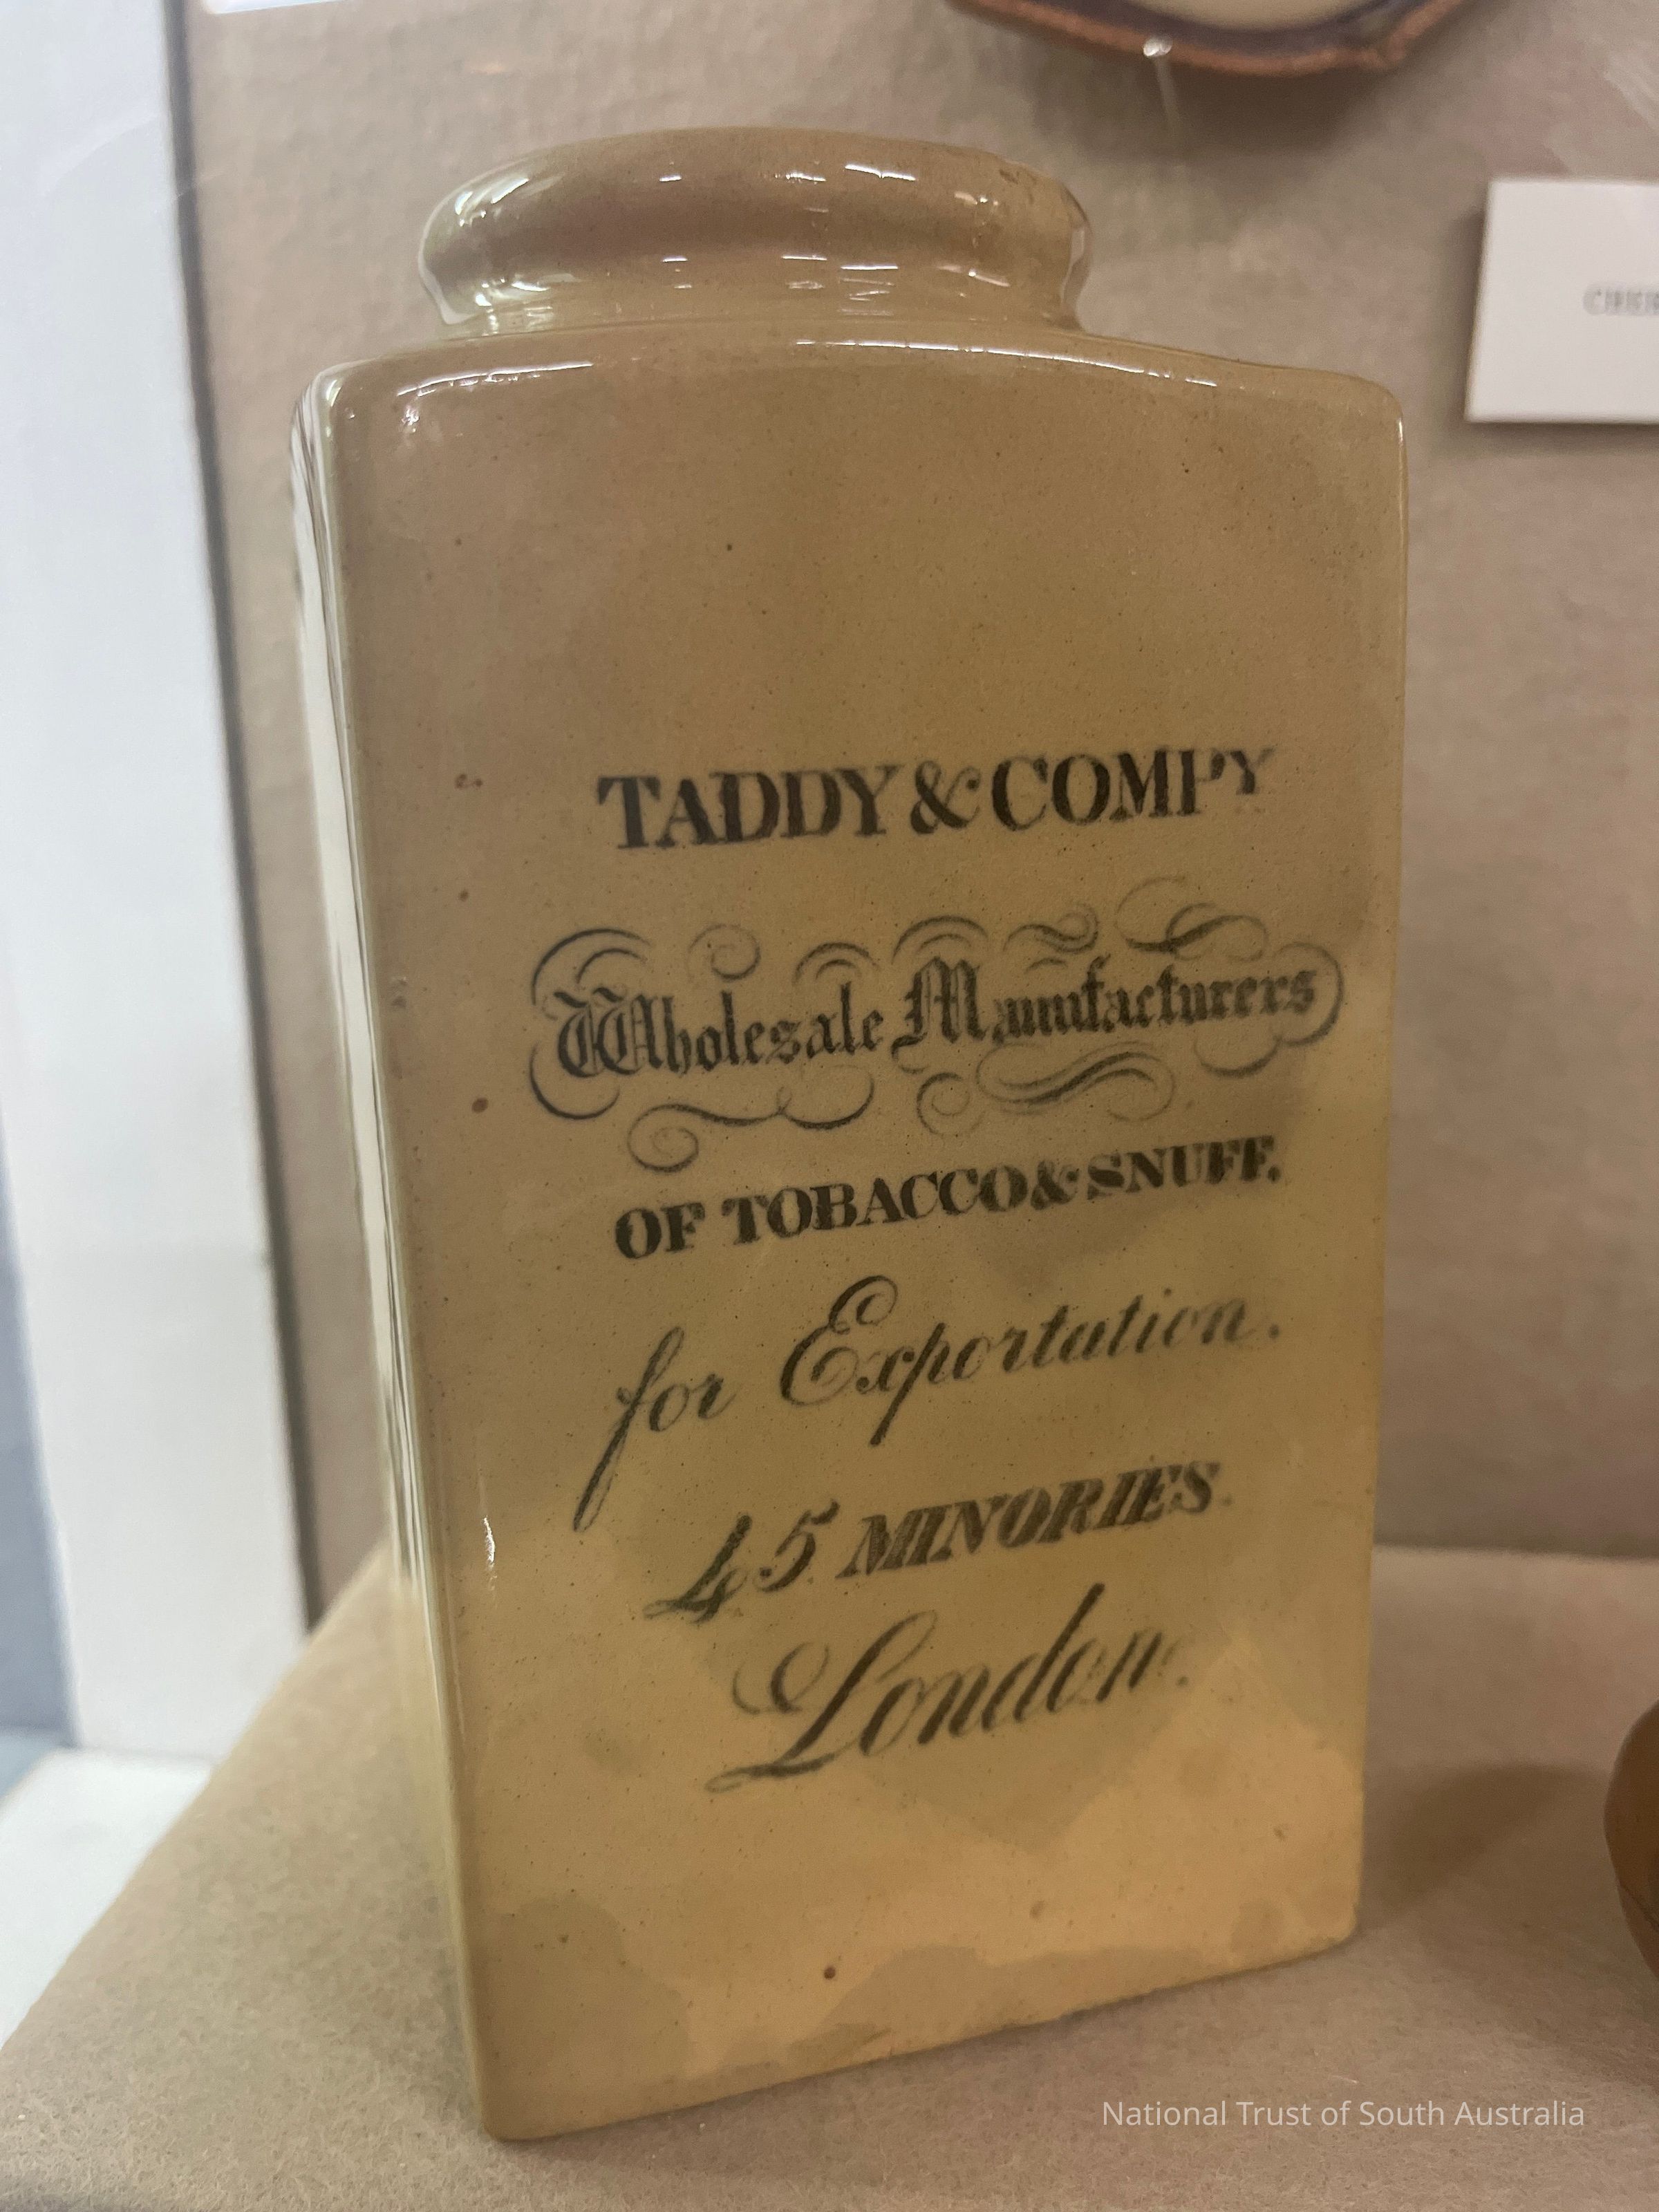 TADDY & COMPY
Wholesale Manufacturers
OF TOBACCO & SNUFF.
for Exportation.
45 MINORIES
London.
National Trust of South Australia